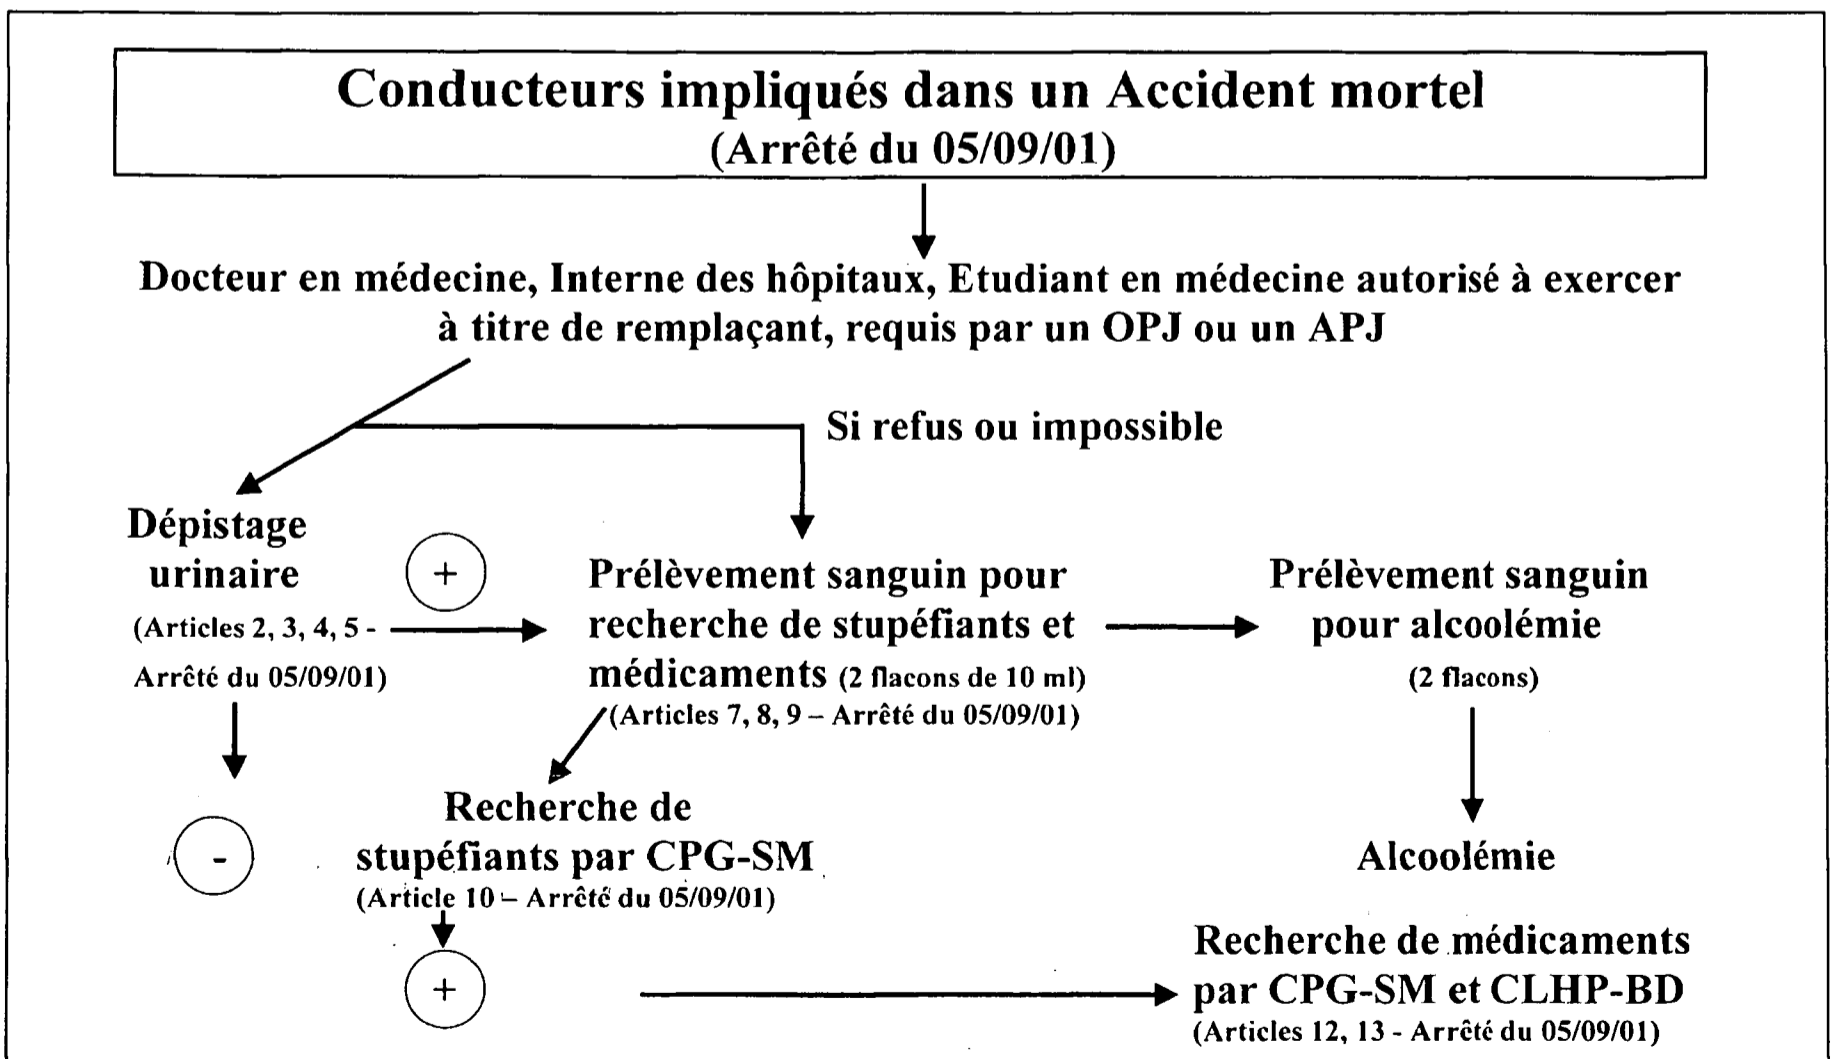 Conducteurs impliqués dans un Accident mortel
(Arrêté du 05/09/01)
Docteur en médecine, Interne des hôpitaux, Etudiant en médecine autorisé à exercer
à titre de remplaçant, requis par un OPJ ou un APJ
Si refus ou impossible
Dépistage
urinaire
(Articles 2, 3, 4, 5 -
Arrêté du 05/09/01)
+
Prélèvement sanguin pour
recherche de stupéfiants et
médicaments (2 flacons de 10 ml)
(Articles 7, 8, 9 – Arrêté du 05/09/01)
Prélèvement sanguin
pour alcoolémie
(2 flacons)
-
Recherche de
stupéfiants par CPG-SM
(Article 10 – Arrêté du 05/09/01)
+
Alcoolémie
Recherche de médicaments
par CPG-SM et CLHP-BD
(Articles 12, 13 - Arrêté du 05/09/01)